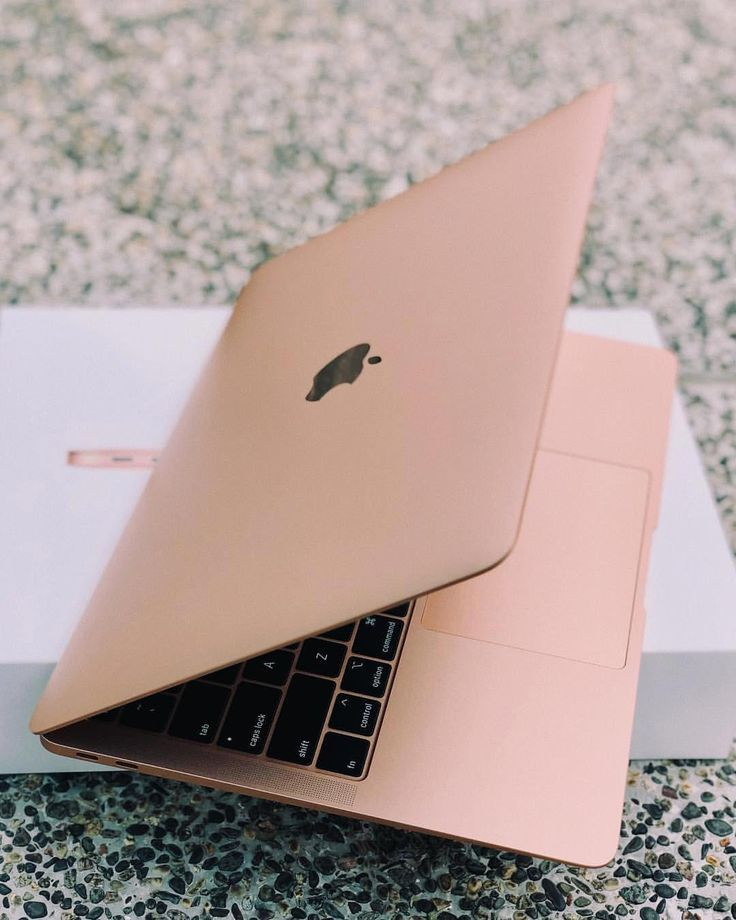 tab
caps lock
shift
fn
control
option
command
A
Z
⌘
⌥
^